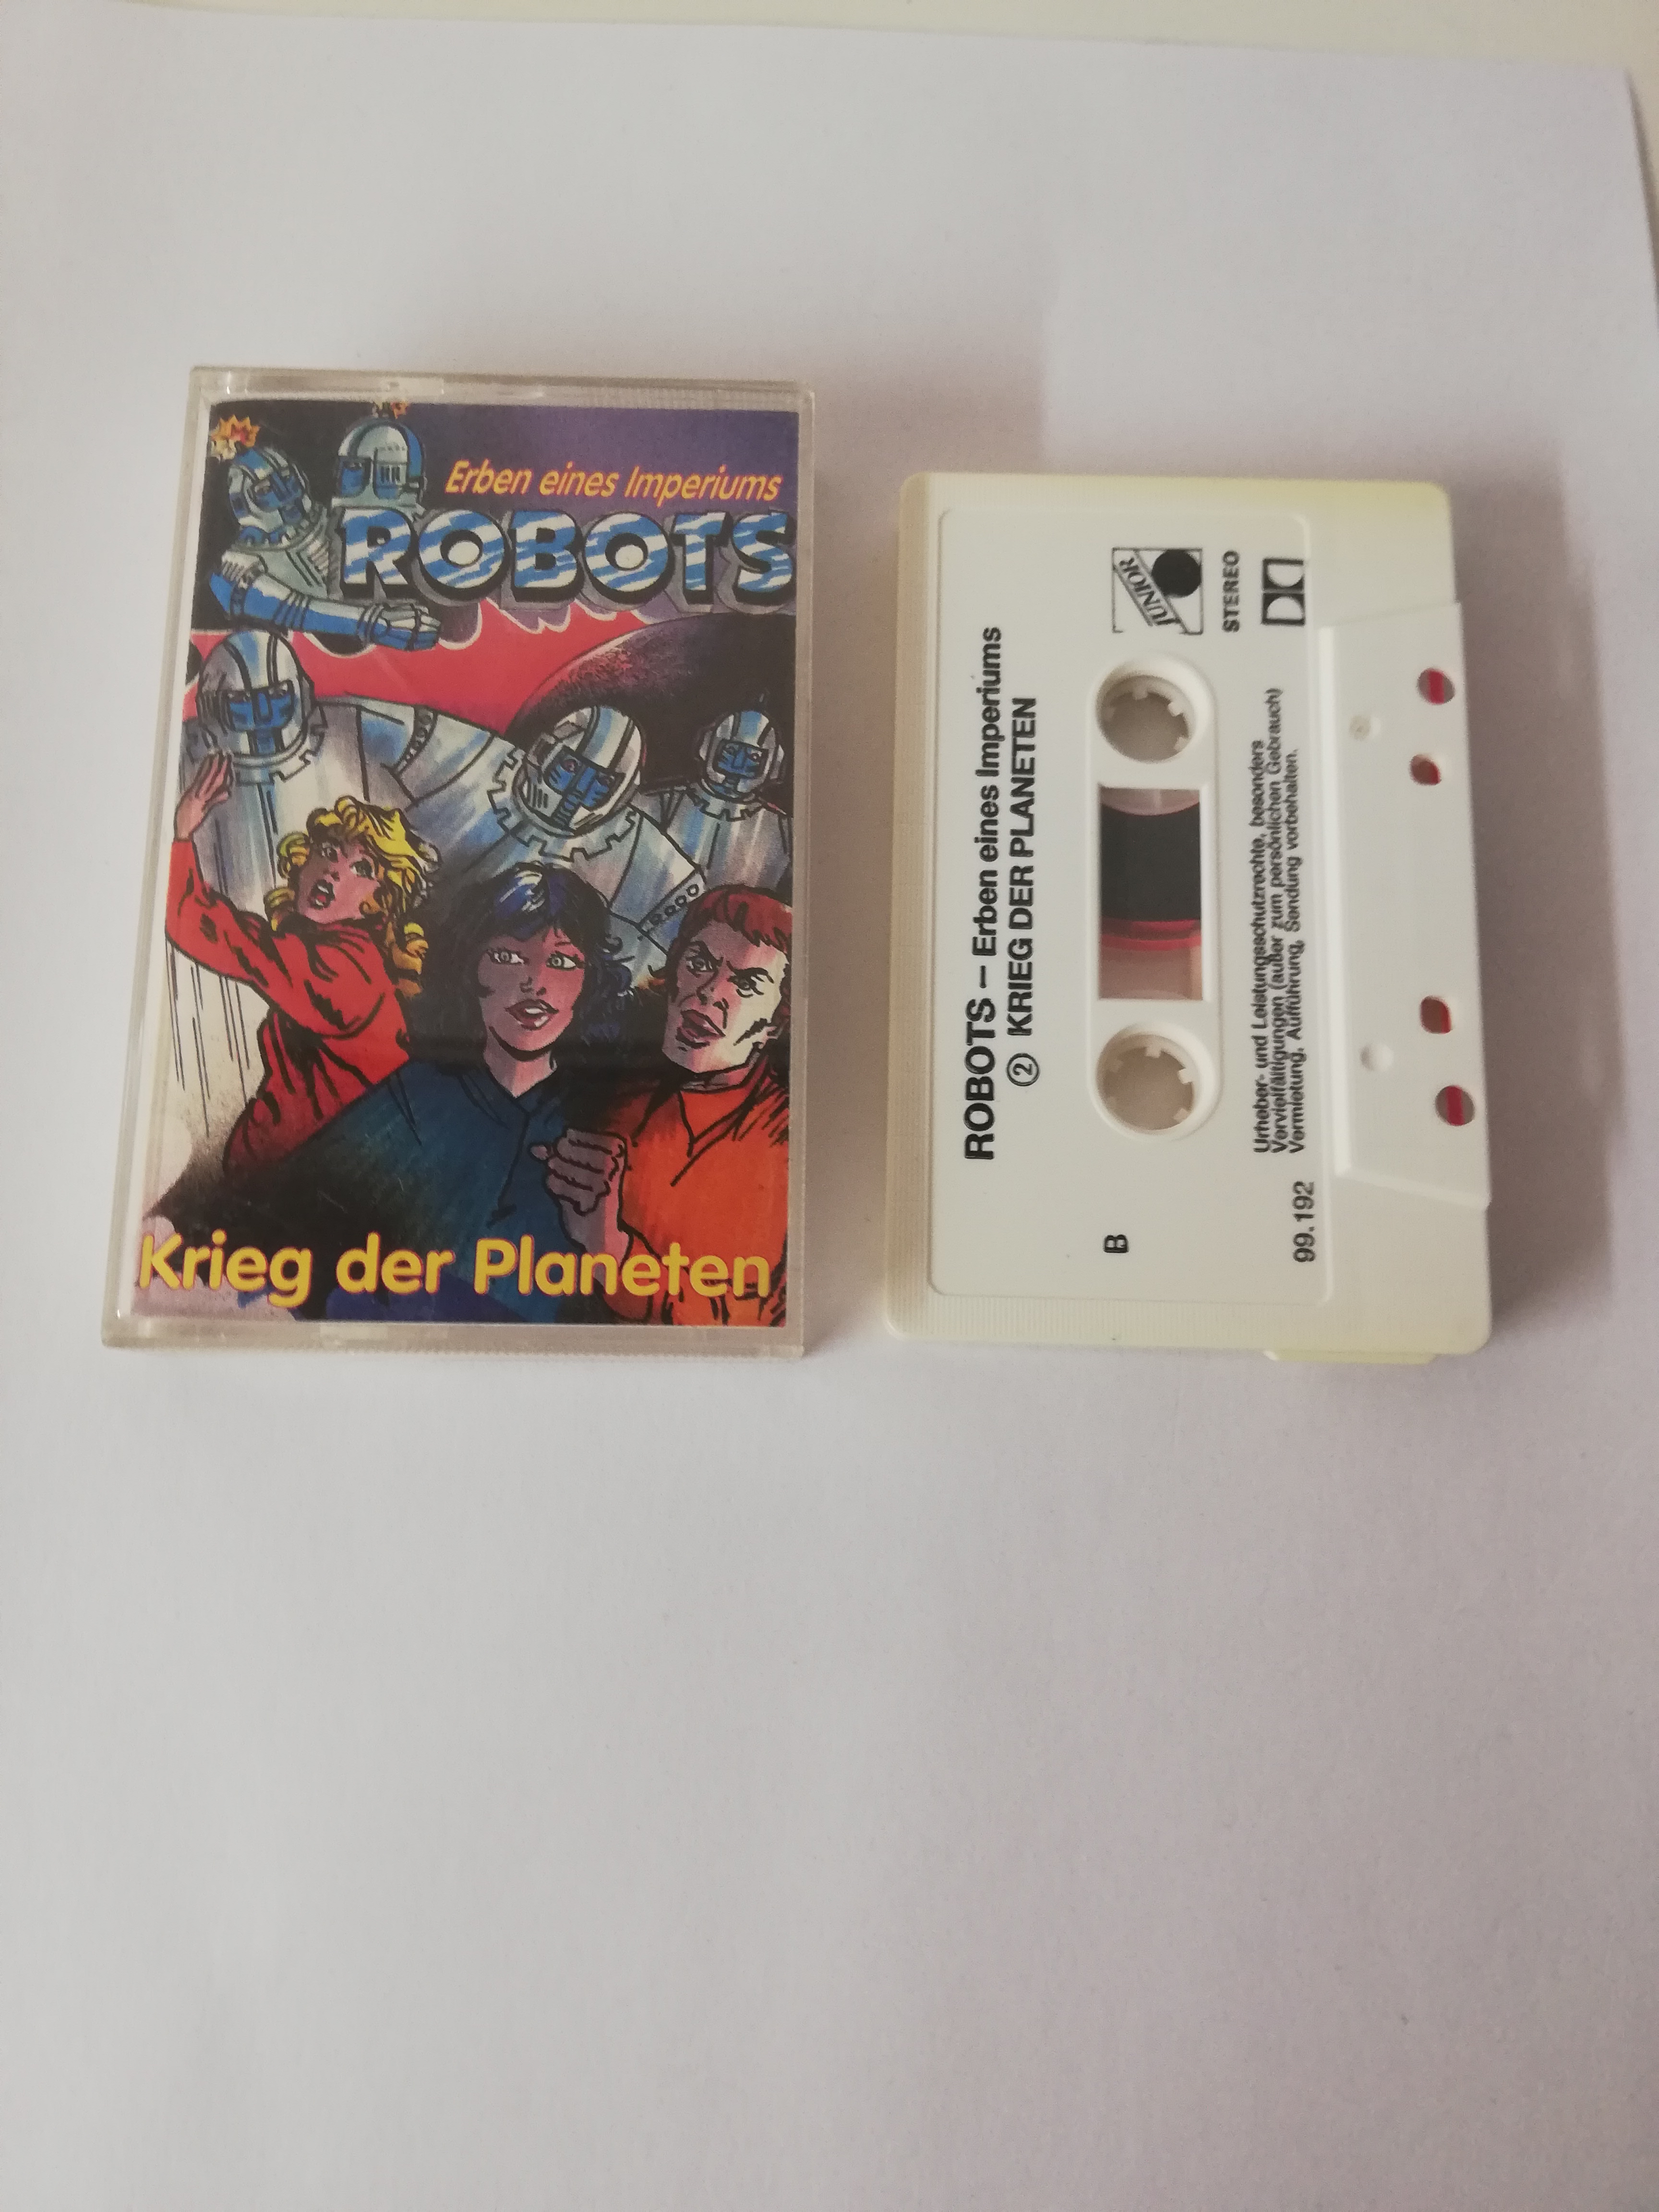 Erben eines Imperiums
ROBOTS
Krieg der Planeten
ROBOTS – Erben eines Imperiums
② KRIEG DER PLANETEN
JUNIOR
STEREO
B
Urheber- und Leistungsschutzrechte, besonders
Vervielfältigungen (außer zum persönlichen Gebrauch)
Vermietung, Aufführung, Sendung vorbehalten.
99.192